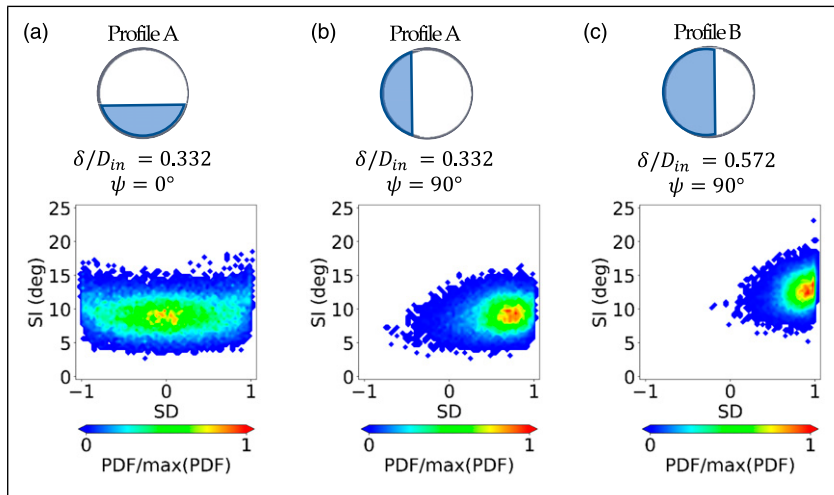 (a)
Profile A
δ/D_in = 0.332
ψ = 0°
25
20
15
10
5
0
SI (deg)
−1 0 1
SD
0 1
PDF/max(PDF)
(b)
Profile A
δ/D_in = 0.332
ψ = 90°
25
20
15
10
5
0
SI (deg)
−1 0 1
SD
0 1
PDF/max(PDF)
(c)
Profile B
δ/D_in = 0.572
ψ = 90°
25
20
15
10
5
0
SI (deg)
−1 0 1
SD
0 1
PDF/max(PDF)